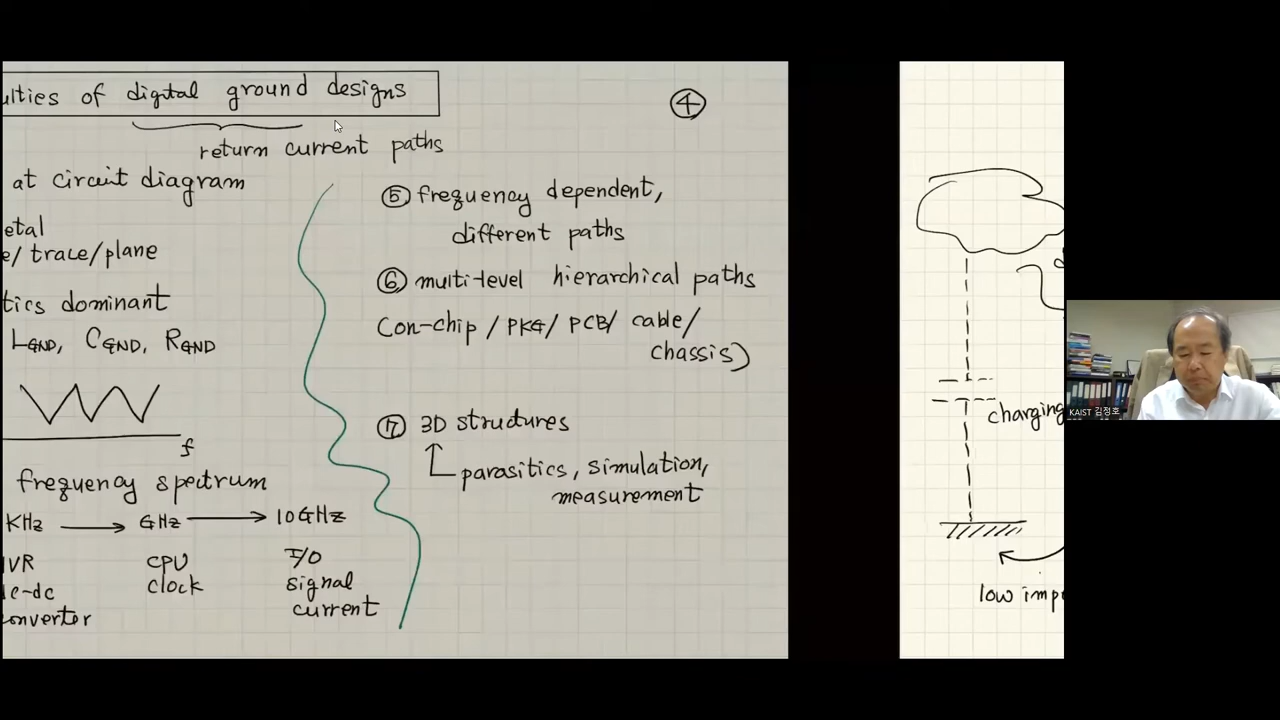 ulties of digital ground designs
return current paths
at circuit diagram
etal
e/ trace/plane
tics dominant
LGND, CGND, RGND
f
frequency spectrum
KHz → GHz → 10GHz
VR
dc-dc
converter
CPU
clock
I/O
signal
current
④
⑤ frequency dependent,
different paths
⑥ multi-level hierarchical paths
(on-chip / PKG/ PCB/ cable/
chassis)
⑦ 3D structures
parasitics, simulation,
measurement
charging
low imp
KAIST 김정호